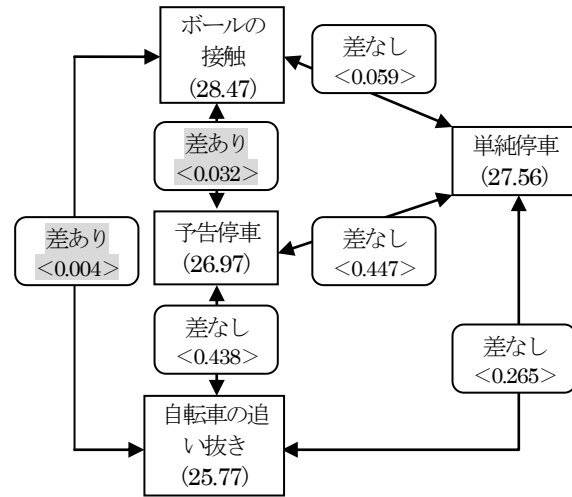 ボールの
接触
(28.47)
差なし
<0.059>
差あり
<0.032>
単純停車
(27.56)
差あり
<0.004>
予告停車
(26.97)
差なし
<0.447>
差なし
<0.438>
差なし
<0.265>
自転車の追
い抜き
(25.77)